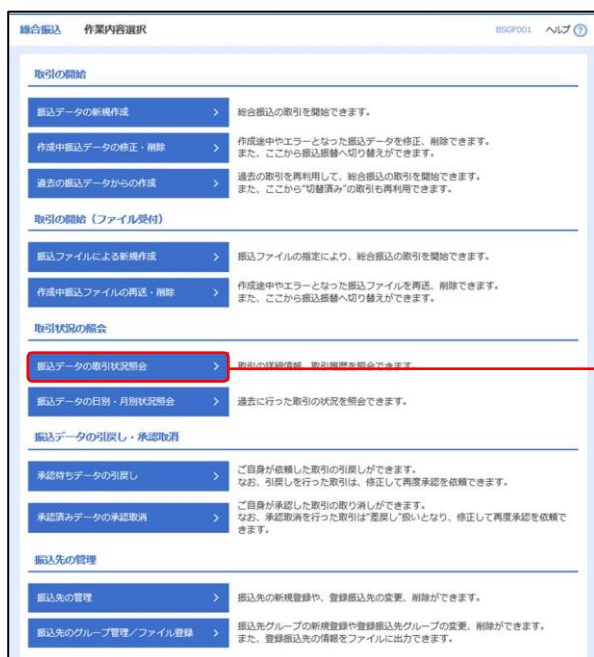 総合振込 作業内容選択 BSGF001 ヘルプ ?
取引の開始
振込データの新規作成 > 総合振込の取引を開始できます。
作成中振込データの修正・削除 > 作成途中やエラーとなった振込データを修正、削除できます。
また、ここから振込振替へ切り替えができます。
過去の振込データからの作成 > 過去の取引を再利用して、総合振込の取引を開始できます。
また、ここから"切替済み"の取引も再利用できます。
取引の開始（ファイル受付）
振込ファイルによる新規作成 > 振込ファイルの指定により、総合振込の取引を開始できます。
作成中振込ファイルの再送・削除 > 作成途中やエラーとなった振込ファイルを再送、削除できます。
また、ここから振込振替へ切り替えができます。
取引状況の照会
振込データの取引状況照会 > 取引の詳細情報、取引履歴を照会できます。
振込データの日別・月別状況照会 > 過去に行った取引の状況を照会できます。
振込データの引戻し・承認取消
承認待ちデータの引戻し > ご自身が依頼した取引の引戻しができます。
なお、引戻しを行った取引は、修正して再度承認を依頼できます。
承認済みデータの承認取消 > ご自身が承認した取引の取り消しができます。
なお、承認取消を行った取引は"差戻し"扱いとなり、修正して再度承認を依頼で
きます。
振込先の管理
振込先の管理 > 振込先の新規登録や、登録振込先の変更、削除ができます。
振込先のグループ管理／ファイル登録 > 振込先グループの新規登録や登録振込先グループの変更、削除ができます。
また、登録振込先の情報をファイルに出力できます。